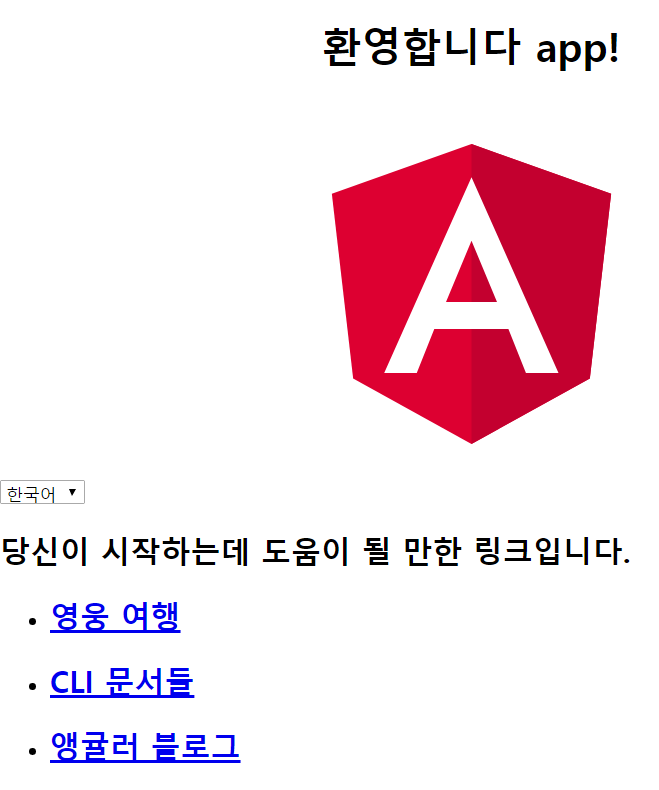 환영합니다 app!
A
한국어
당신이 시작하는데 도움이 될 만한 링크입니다.
영웅 여행
CLI 문서들
앵귤러 블로그